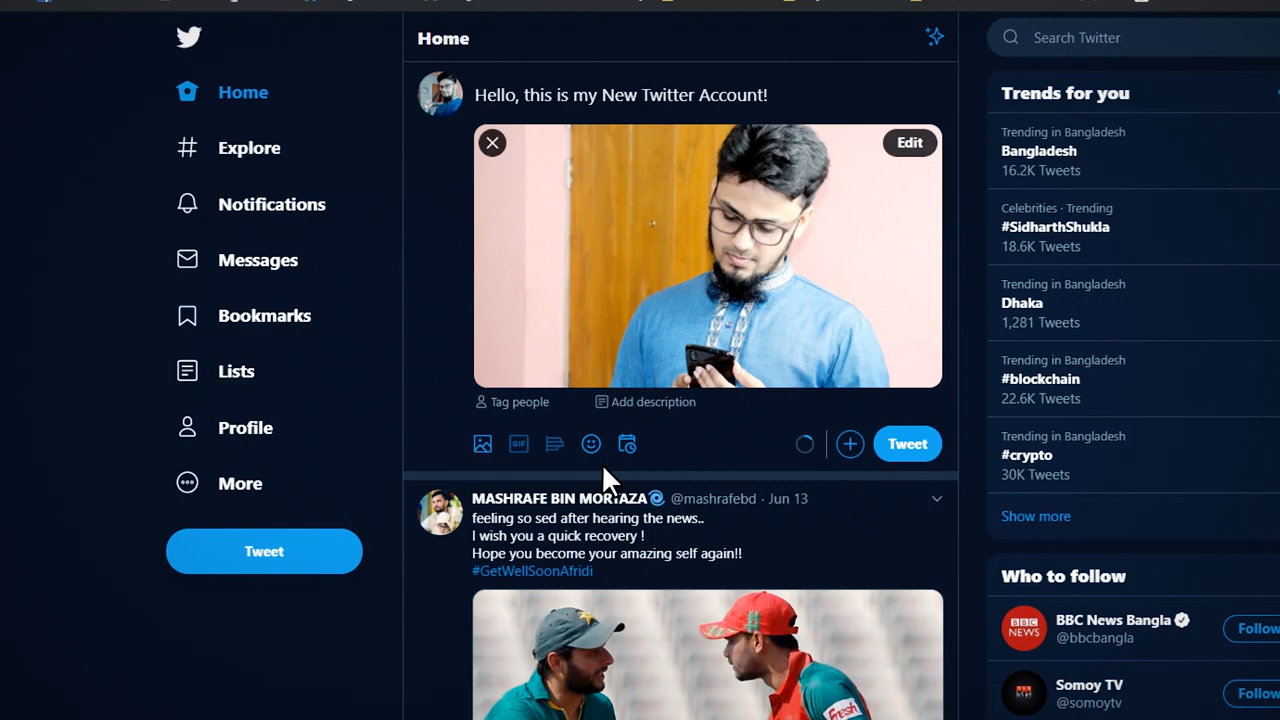 Home
Explore
Notifications
Messages
Bookmarks
Lists
Profile
More
Tweet
Home
Hello, this is my New Twitter Account!
Edit
Tag people
Add description
GIF
Tweet
MASHRAFE BIN MORTAZA @mashrafebd · Jun 13
feeling so sed after hearing the news..
I wish you a quick recovery !
Hope you become your amazing self again!!
#GetWellSoonAfridi
Fresh
Search Twitter
Trends for you
Trending in Bangladesh
Bangladesh
16.2K Tweets
Celebrities · Trending
#SidharthShukla
18.6K Tweets
Trending in Bangladesh
Dhaka
1,281 Tweets
Trending in Bangladesh
#blockchain
22.6K Tweets
Trending in Bangladesh
#crypto
30K Tweets
Show more
Who to follow
BBC NEWS
BBC News Bangla
@bbcbangla
Follow
Somoy TV
@somoytv
Follow